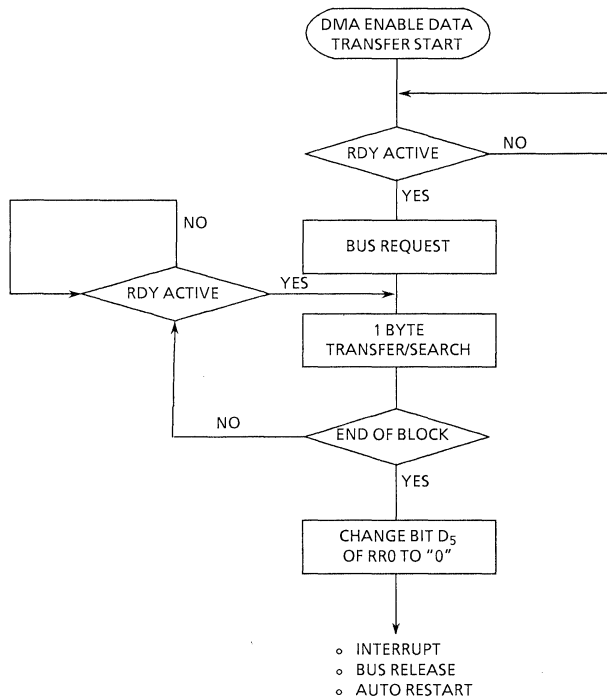 DMA ENABLE DATA
TRANSFER START
RDY ACTIVE
NO
YES
BUS REQUEST
NO
RDY ACTIVE
YES
1 BYTE
TRANSFER/SEARCH
NO
END OF BLOCK
YES
CHANGE BIT D5
OF RR0 TO "0"
o INTERRUPT
o BUS RELEASE
o AUTO RESTART